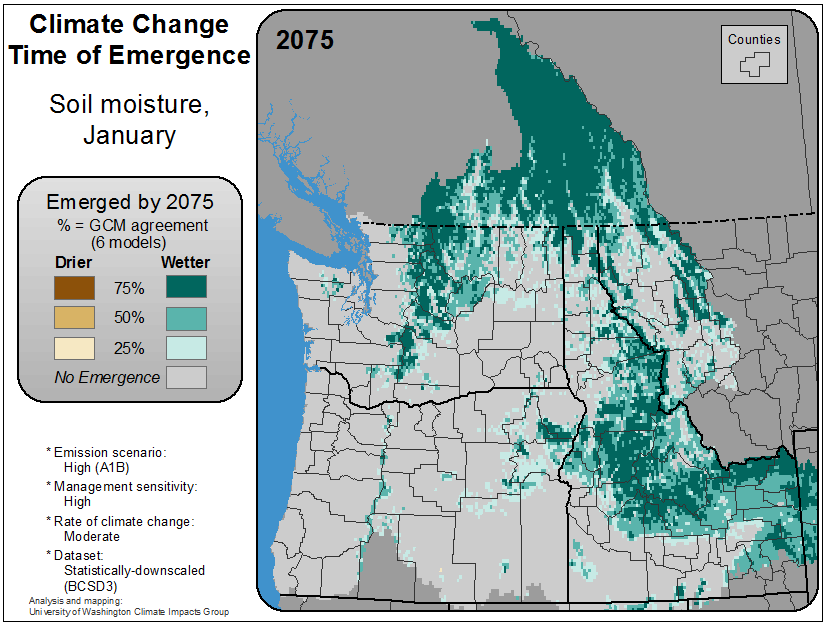 Climate Change
Time of Emergence
Soil moisture,
January
Emerged by 2075
% = GCM agreement
(6 models)
Drier Wetter
75%
50%
25%
No Emergence
* Emission scenario:
High (A1B)
* Management sensitivity:
High
* Rate of climate change:
Moderate
* Dataset:
Statistically-downscaled
(BCSD3)
Analysis and mapping:
University of Washington Climate Impacts Group
2075
Counties